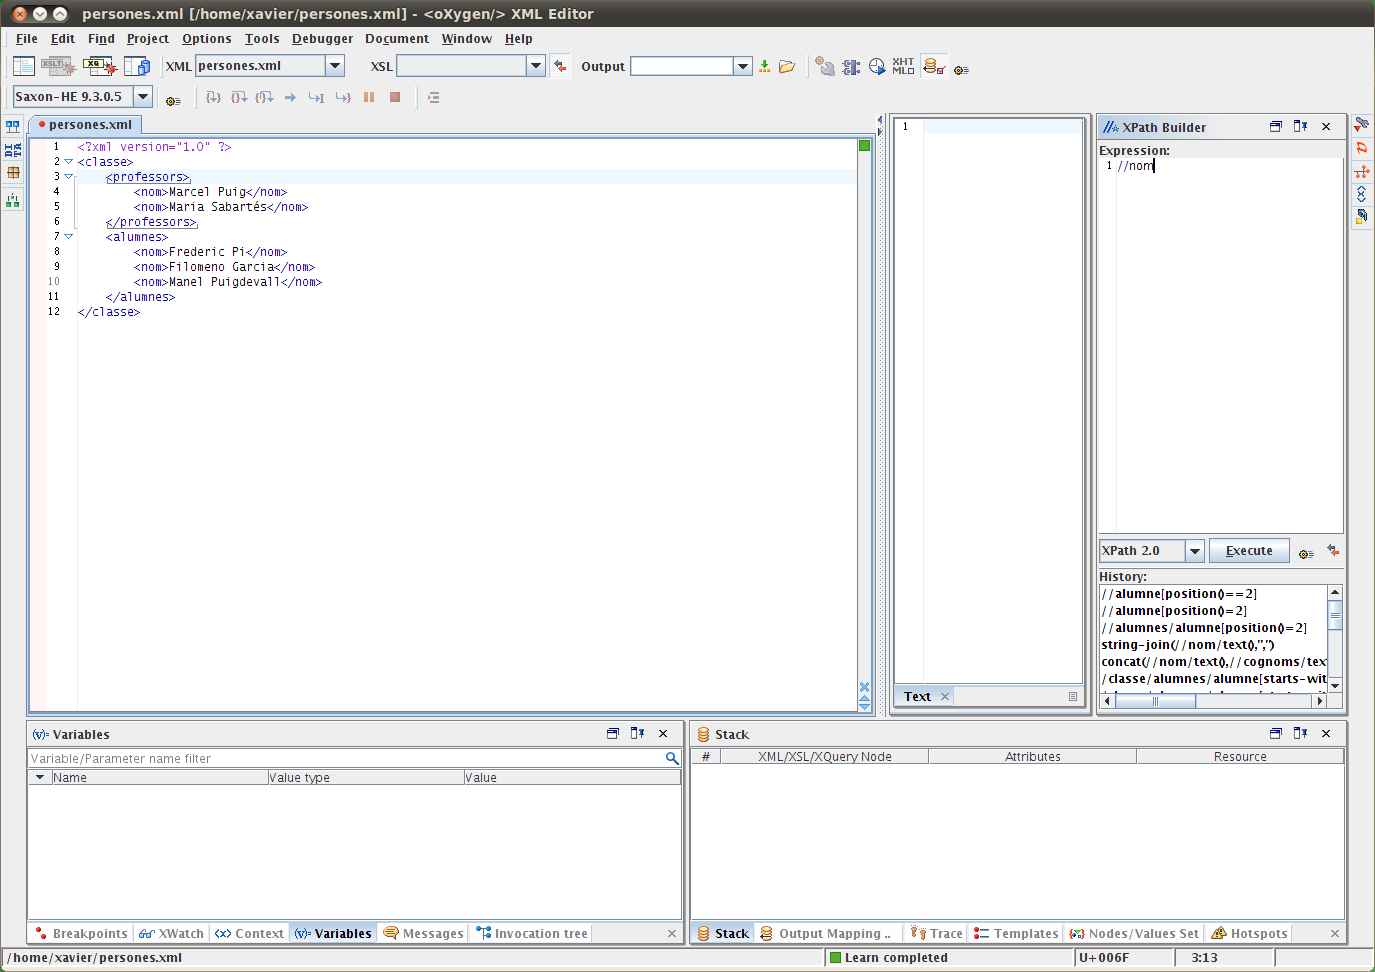 persones.xml [/home/xavier/persones.xml] - <oXygen/> XML Editor
File Edit Find Project Options Tools Debugger Document Window Help
XSLT XQ XML persones.xml XSL Output XHT MLO
Saxon-HE 9.3.0.5
persones.xml
1 <?xml version="1.0" ?>
2 <classe>
3 <professors>
4 <nom>Marcel Puig</nom>
5 <nom>Maria Sabartés</nom>
6 </professors>
7 <alumnes>
8 <nom>Frederic Pi</nom>
9 <nom>Filomeno Garcia</nom>
10 <nom>Manel Puigdevall</nom>
11 </alumnes>
12 </classe>
DITA
1
Text
XPath Builder
Expression:
1 //nom
XPath 2.0 Execute
History:
//alumne[position()==2]
//alumne[position()=2]
//alumnes/alumne[position()=2]
string-join(//nom/text(),",")
concat(//nom/text(),//cognoms/tex
/classe/alumnes/alumne[starts-wit
(v)= Variables
Variable/Parameter name filter
Name Value type Value
Breakpoints XWatch Context (v)= Variables Messages Invocation tree
Stack
# XML/XSL/XQuery Node Attributes Resource
Stack Output Mapping .. Trace Templates Nodes/Values Set Hotspots
/home/xavier/persones.xml Learn completed U+006F 3:13